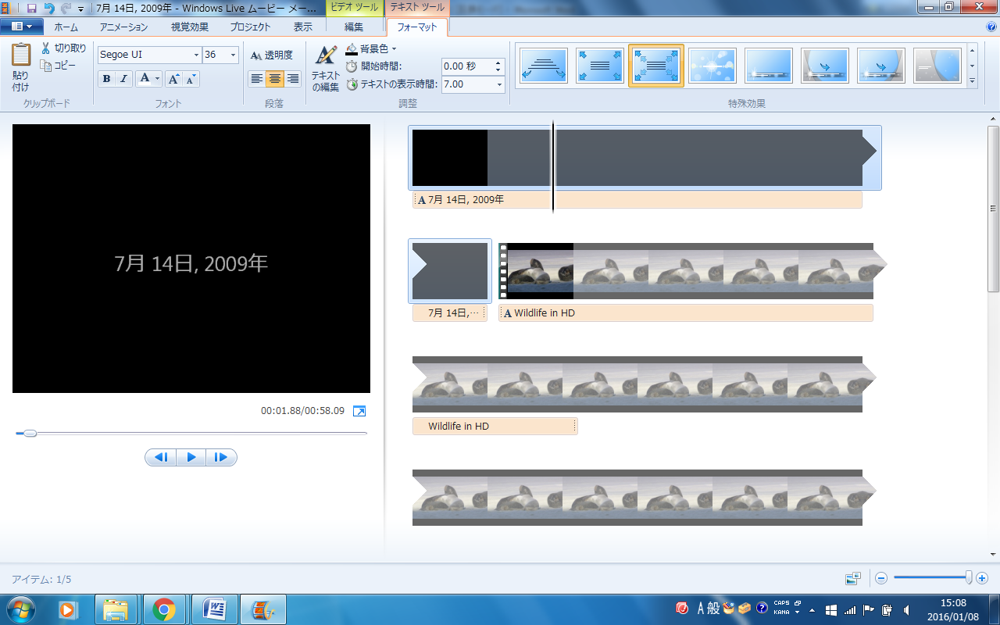 7月 14日, 2009年 - Windows Live ムービー メー...
ビデオ ツール
テキスト ツール
ホーム
アニメーション
視覚効果
プロジェクト
表示
編集
フォーマット
貼り
付け
切り取り
コピー
クリップボード
Segoe UI
36
B I A A A
フォント
AA 透明度
段落
テキスト
の編集
背景色
開始時間:
0.00 秒
テキストの表示時間:
7.00
調整
特殊効果
7月 14日, 2009年
00:01.88/00:58.09
A 7月 14日, 2009年
7月 14日,…
A Wildlife in HD
Wildlife in HD
アイテム: 1/5
A 般
CAPS
KANA
15:08
2016/01/08